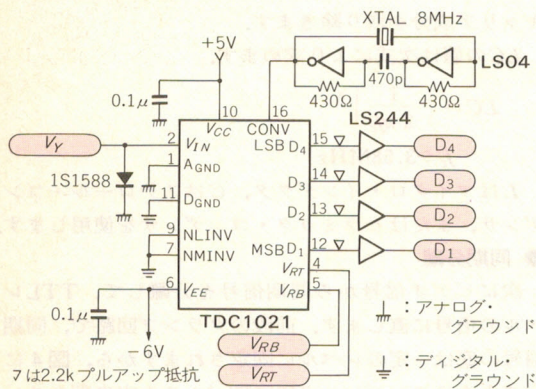 XTAL 8MHz
+5V
LS04
470p
430Ω
430Ω
0.1μ
10
16
LS244
VCC
CONV
VY
2
VIN
LSB D4
15
D4
1S1588
1
AGND
D3
14
D3
11
DGND
D2
13
D2
9
NLINV
MSB D1
12
D1
7
NMINV
VRT
4
6
VEE
VRB
5
0.1μ
TDC1021
−6V
VRB
VRT
▽は2.2kプルアップ抵抗
:アナログ・
グラウンド
:ディジタル・
グラウンド